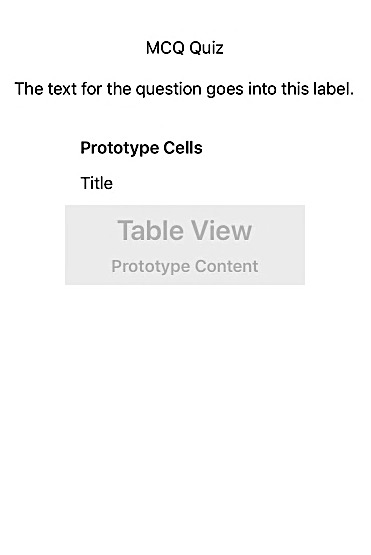 MCQ Quiz
The text for the question goes into this label.
Prototype Cells
Title
Table View
Prototype Content